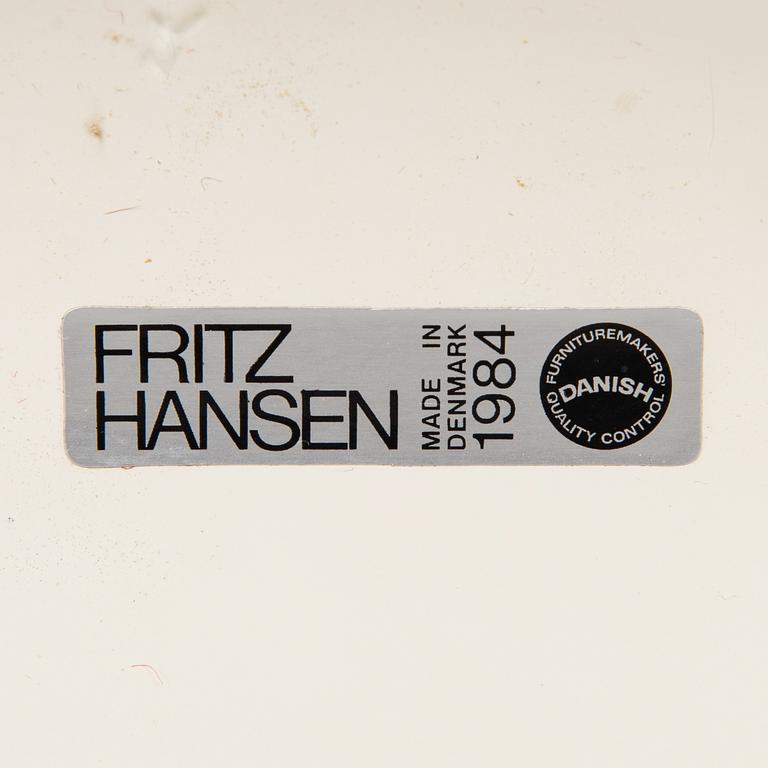 FRITZ
HANSEN
MADE IN
DENMARK
1984
FURNITUREMAKERS'
DANISH
QUALITY CONTROL